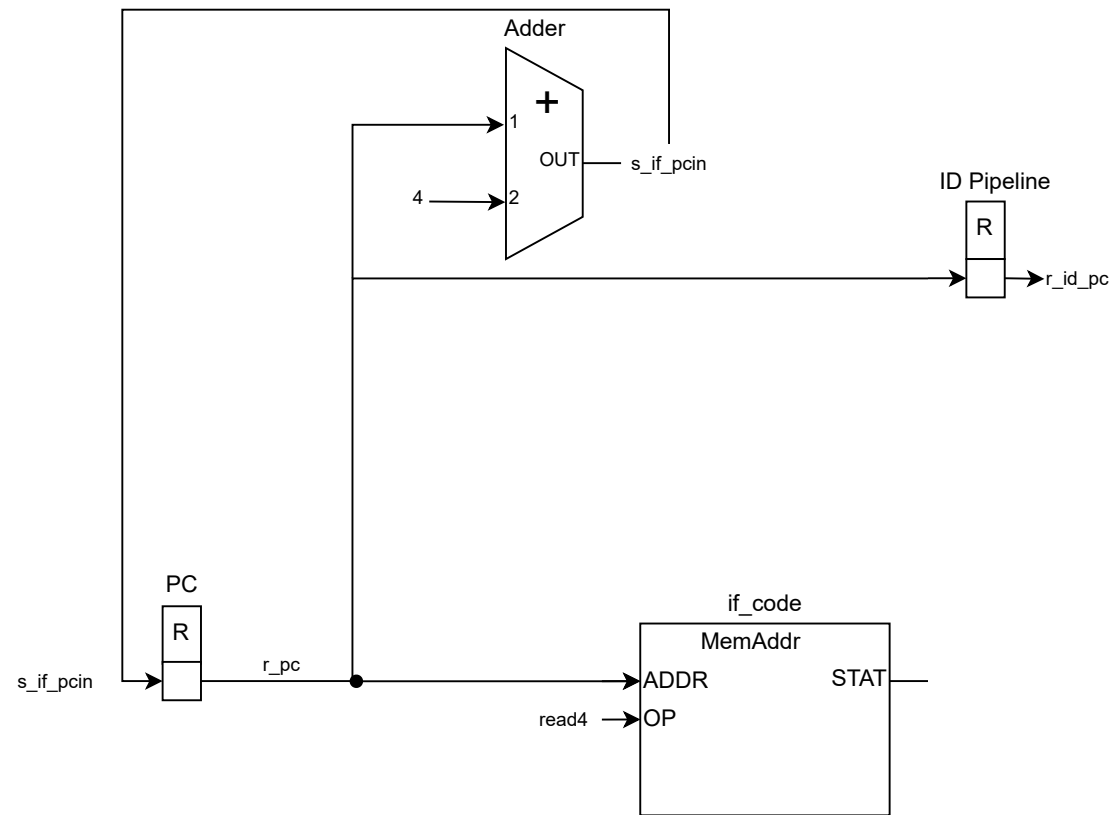 Adder
+
1
OUT
s_if_pcin
4
2
ID Pipeline
R
r_id_pc
PC
R
s_if_pcin
r_pc
if_code
MemAddr
ADDR
STAT
read4
OP